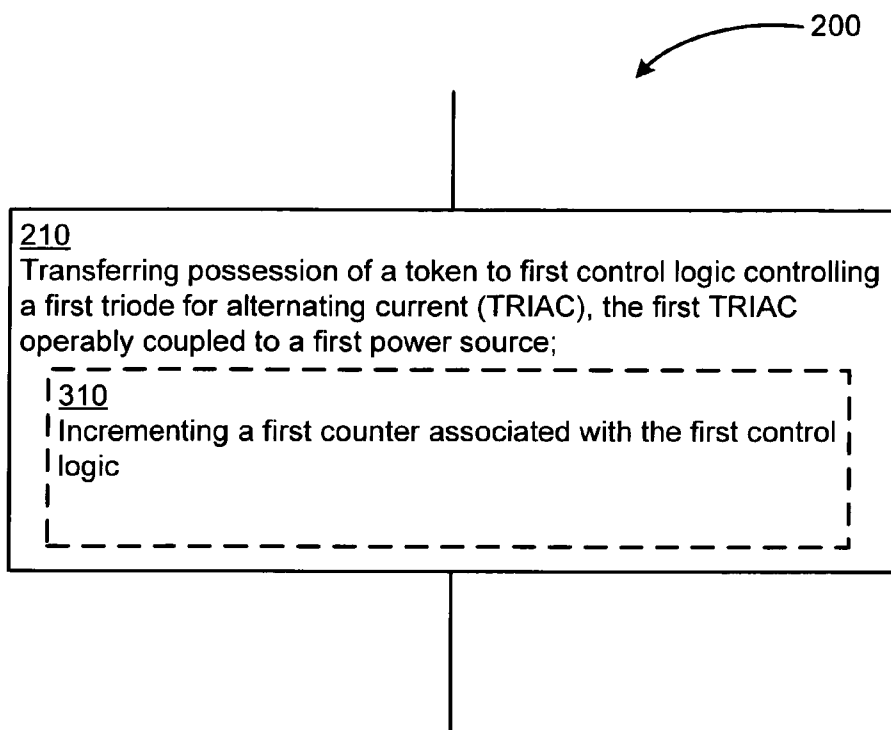 200
210
Transferring possession of a token to first control logic controlling
a first triode for alternating current (TRIAC), the first TRIAC
operably coupled to a first power source;
310
Incrementing a first counter associated with the first control
logic